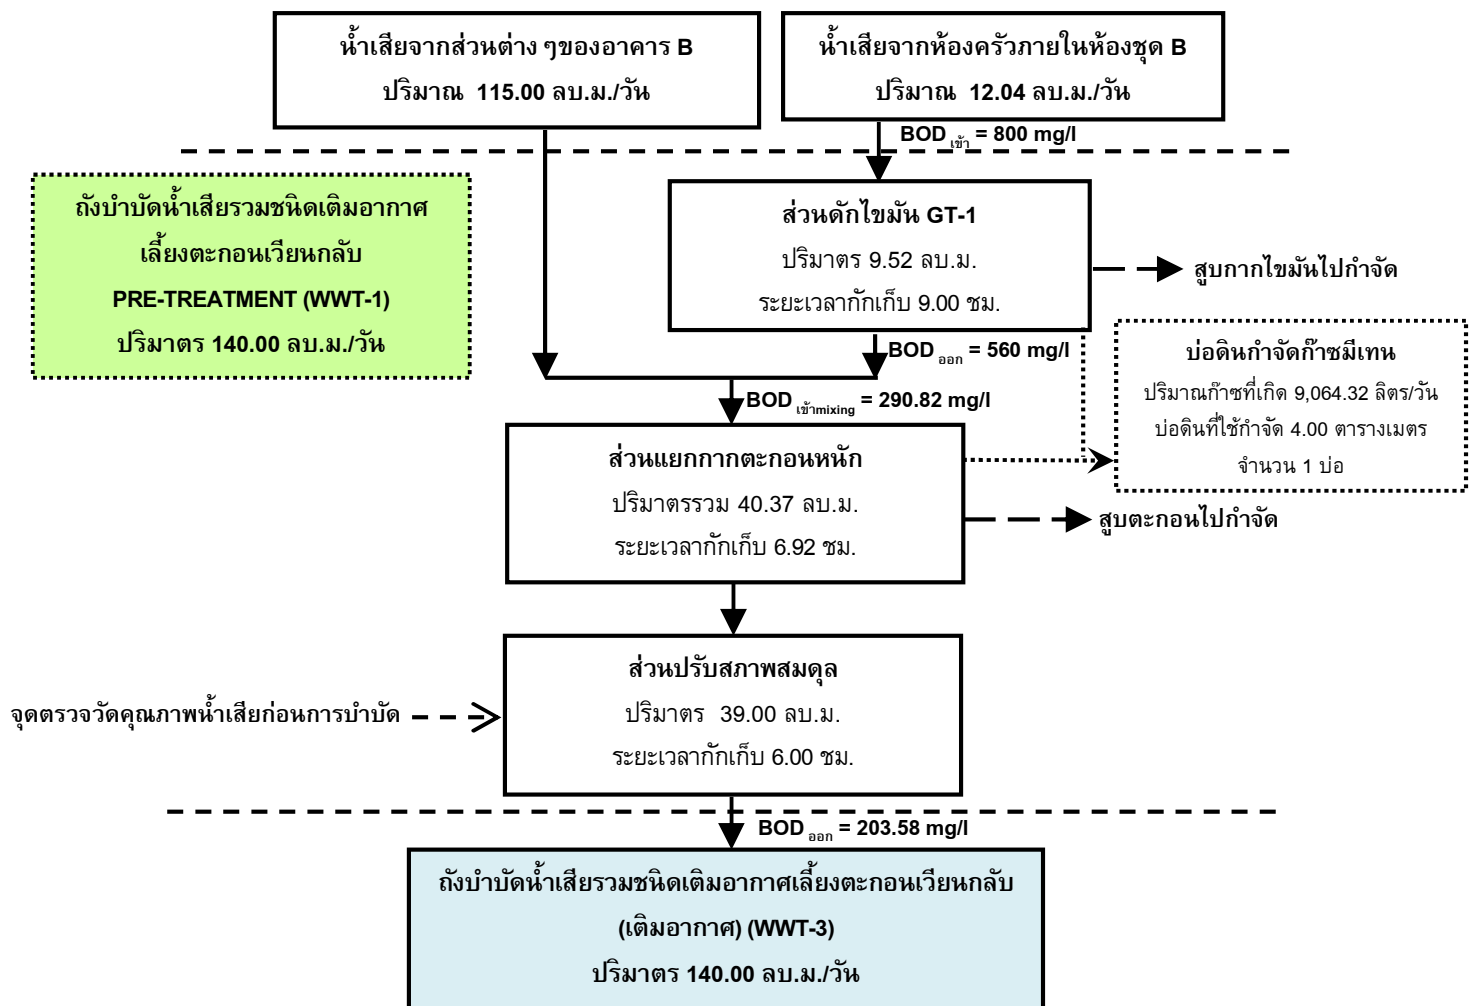 น้ำเสียจากส่วนต่าง ๆของอาคาร B
ปริมาณ 115.00 ลบ.ม./วัน
น้ำเสียจากห้องครัวภายในห้องชุด B
ปริมาณ 12.04 ลบ.ม./วัน
BOD เข้า = 800 mg/l
ถังบำบัดน้ำเสียรวมชนิดเติมอากาศ
เลี้ยงตะกอนเวียนกลับ
PRE-TREATMENT (WWT-1)
ปริมาตร 140.00 ลบ.ม./วัน
ส่วนดักไขมัน GT-1
ปริมาตร 9.52 ลบ.ม.
ระยะเวลากักเก็บ 9.00 ชม.
สูบกากไขมันไปกำจัด
BOD ออก = 560 mg/l
บ่อดินกำจัดก๊าซมีเทน
ปริมาณก๊าซที่เกิด 9,064.32 ลิตร/วัน
บ่อดินที่ใช้กำจัด 4.00 ตารางเมตร
จำนวน 1 บ่อ
BOD เข้าmixing = 290.82 mg/l
ส่วนแยกกากตะกอนหนัก
ปริมาตรรวม 40.37 ลบ.ม.
ระยะเวลากักเก็บ 6.92 ชม.
สูบตะกอนไปกำจัด
ส่วนปรับสภาพสมดุล
ปริมาตร 39.00 ลบ.ม.
ระยะเวลากักเก็บ 6.00 ชม.
จุดตรวจวัดคุณภาพน้ำเสียก่อนการบำบัด
BOD ออก = 203.58 mg/l
ถังบำบัดน้ำเสียรวมชนิดเติมอากาศเลี้ยงตะกอนเวียนกลับ
(เติมอากาศ) (WWT-3)
ปริมาตร 140.00 ลบ.ม./วัน